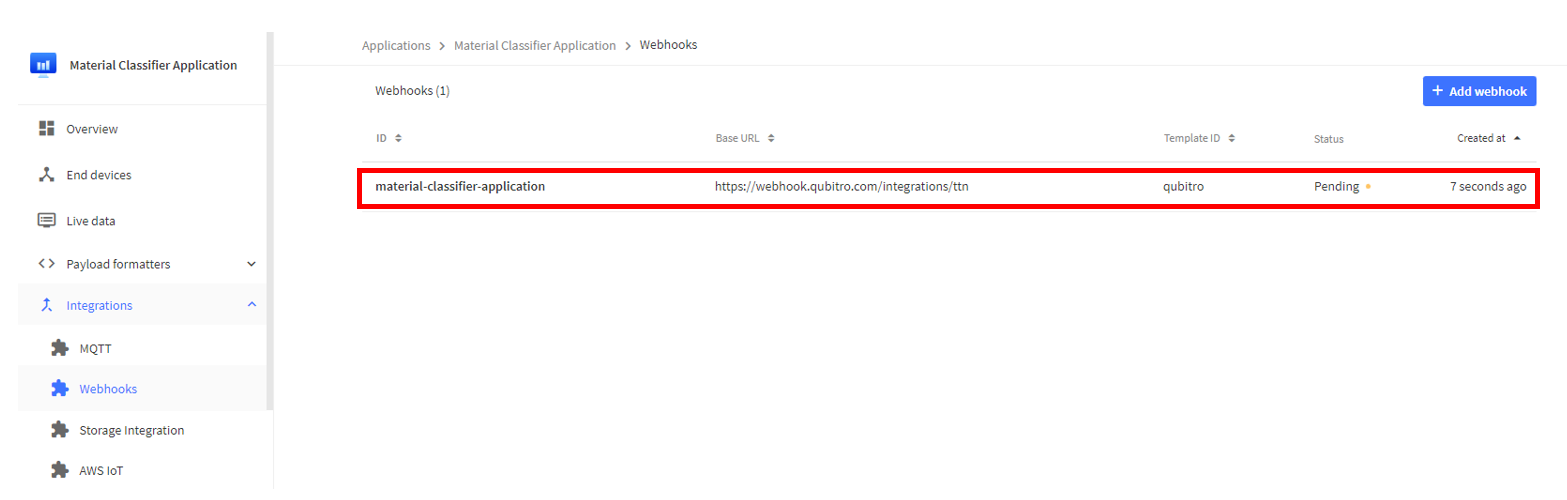 Material Classifier Application
Overview
End devices
Live data
Payload formatters
Integrations
MQTT
Webhooks
Storage Integration
AWS IoT
Applications > Material Classifier Application > Webhooks
Webhooks (1)
+ Add webhook
ID Base URL Template ID Status Created at
material-classifier-application https://webhook.qubitro.com/integrations/ttn qubitro Pending 7 seconds ago